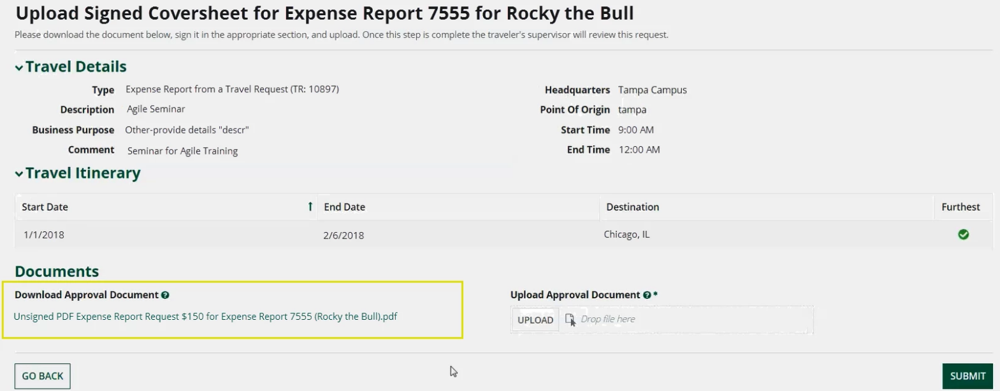 Upload Signed Coversheet for Expense Report 7555 for Rocky the Bull
Please download the document below, sign it in the appropriate section, and upload. Once this step is complete the traveler's supervisor will review this request.
Travel Details
Type Expense Report from a Travel Request (TR: 10897)
Description Agile Seminar
Business Purpose Other-provide details "descr"
Comment Seminar for Agile Training
Headquarters Tampa Campus
Point Of Origin tampa
Start Time 9:00 AM
End Time 12:00 AM
Travel Itinerary
Start Date End Date Destination Furthest
1/1/2018 2/6/2018 Chicago, IL
Documents
Download Approval Document
Unsigned PDF Expense Report Request $150 for Expense Report 7555 (Rocky the Bull).pdf
Upload Approval Document *
UPLOAD Drop file here
GO BACK SUBMIT